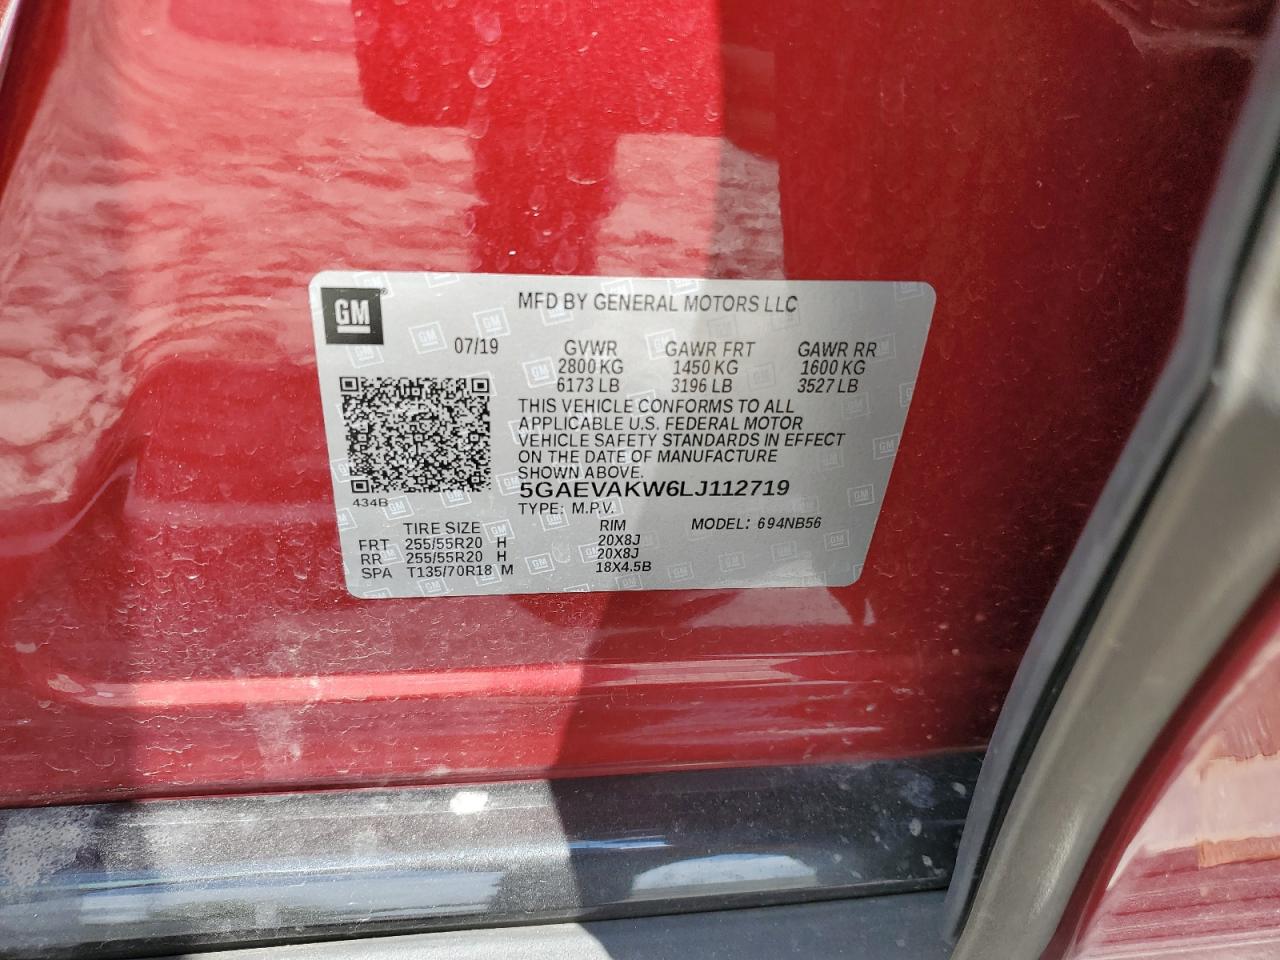 GM
MFD BY GENERAL MOTORS LLC
07/19 GVWR GAWR FRT GAWR RR
2800 KG 1450 KG 1600 KG
6173 LB 3196 LB 3527 LB
THIS VEHICLE CONFORMS TO ALL
APPLICABLE U.S. FEDERAL MOTOR
VEHICLE SAFETY STANDARDS IN EFFECT
ON THE DATE OF MANUFACTURE
SHOWN ABOVE.
434B
5GAEVAKW6LJ112719
TYPE: M.P.V.
TIRE SIZE RIM MODEL: 694NB56
FRT 255/55R20 H 20X8J
RR 255/55R20 H 20X8J
SPA T135/70R18 M 18X4.5B